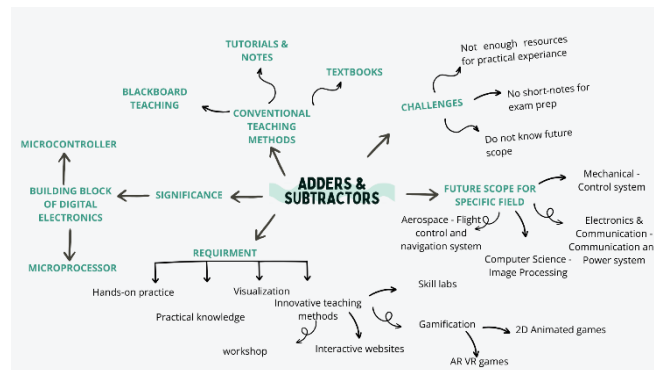 TUTORIALS &
NOTES
TEXTBOOKS
BLACKBOARD
TEACHING
CONVENTIONAL
TEACHING
METHODS
Not enough resources
for practical experiance
CHALLENGES
No short-notes for
exam prep
Do not know future
scope
MICROCONTROLLER
BUILDING BLOCK
OF DIGITAL
ELECTRONICS
MICROPROCESSOR
SIGNIFICANCE
ADDERS &
SUBTRACTORS
FUTURE SCOPE FOR
SPECIFIC FIELD
Mechanical -
Control system
Aerospace - Flight
control and
navigation system
Electronics &
Communication -
Communication an
Power system
Computer Science -
Image Processing
REQUIRMENT
Hands-on practice
Practical knowledge
Visualization
Innovative teaching
methods
Skill labs
Gamification
2D Animated games
AR VR games
Interactive websites
workshop